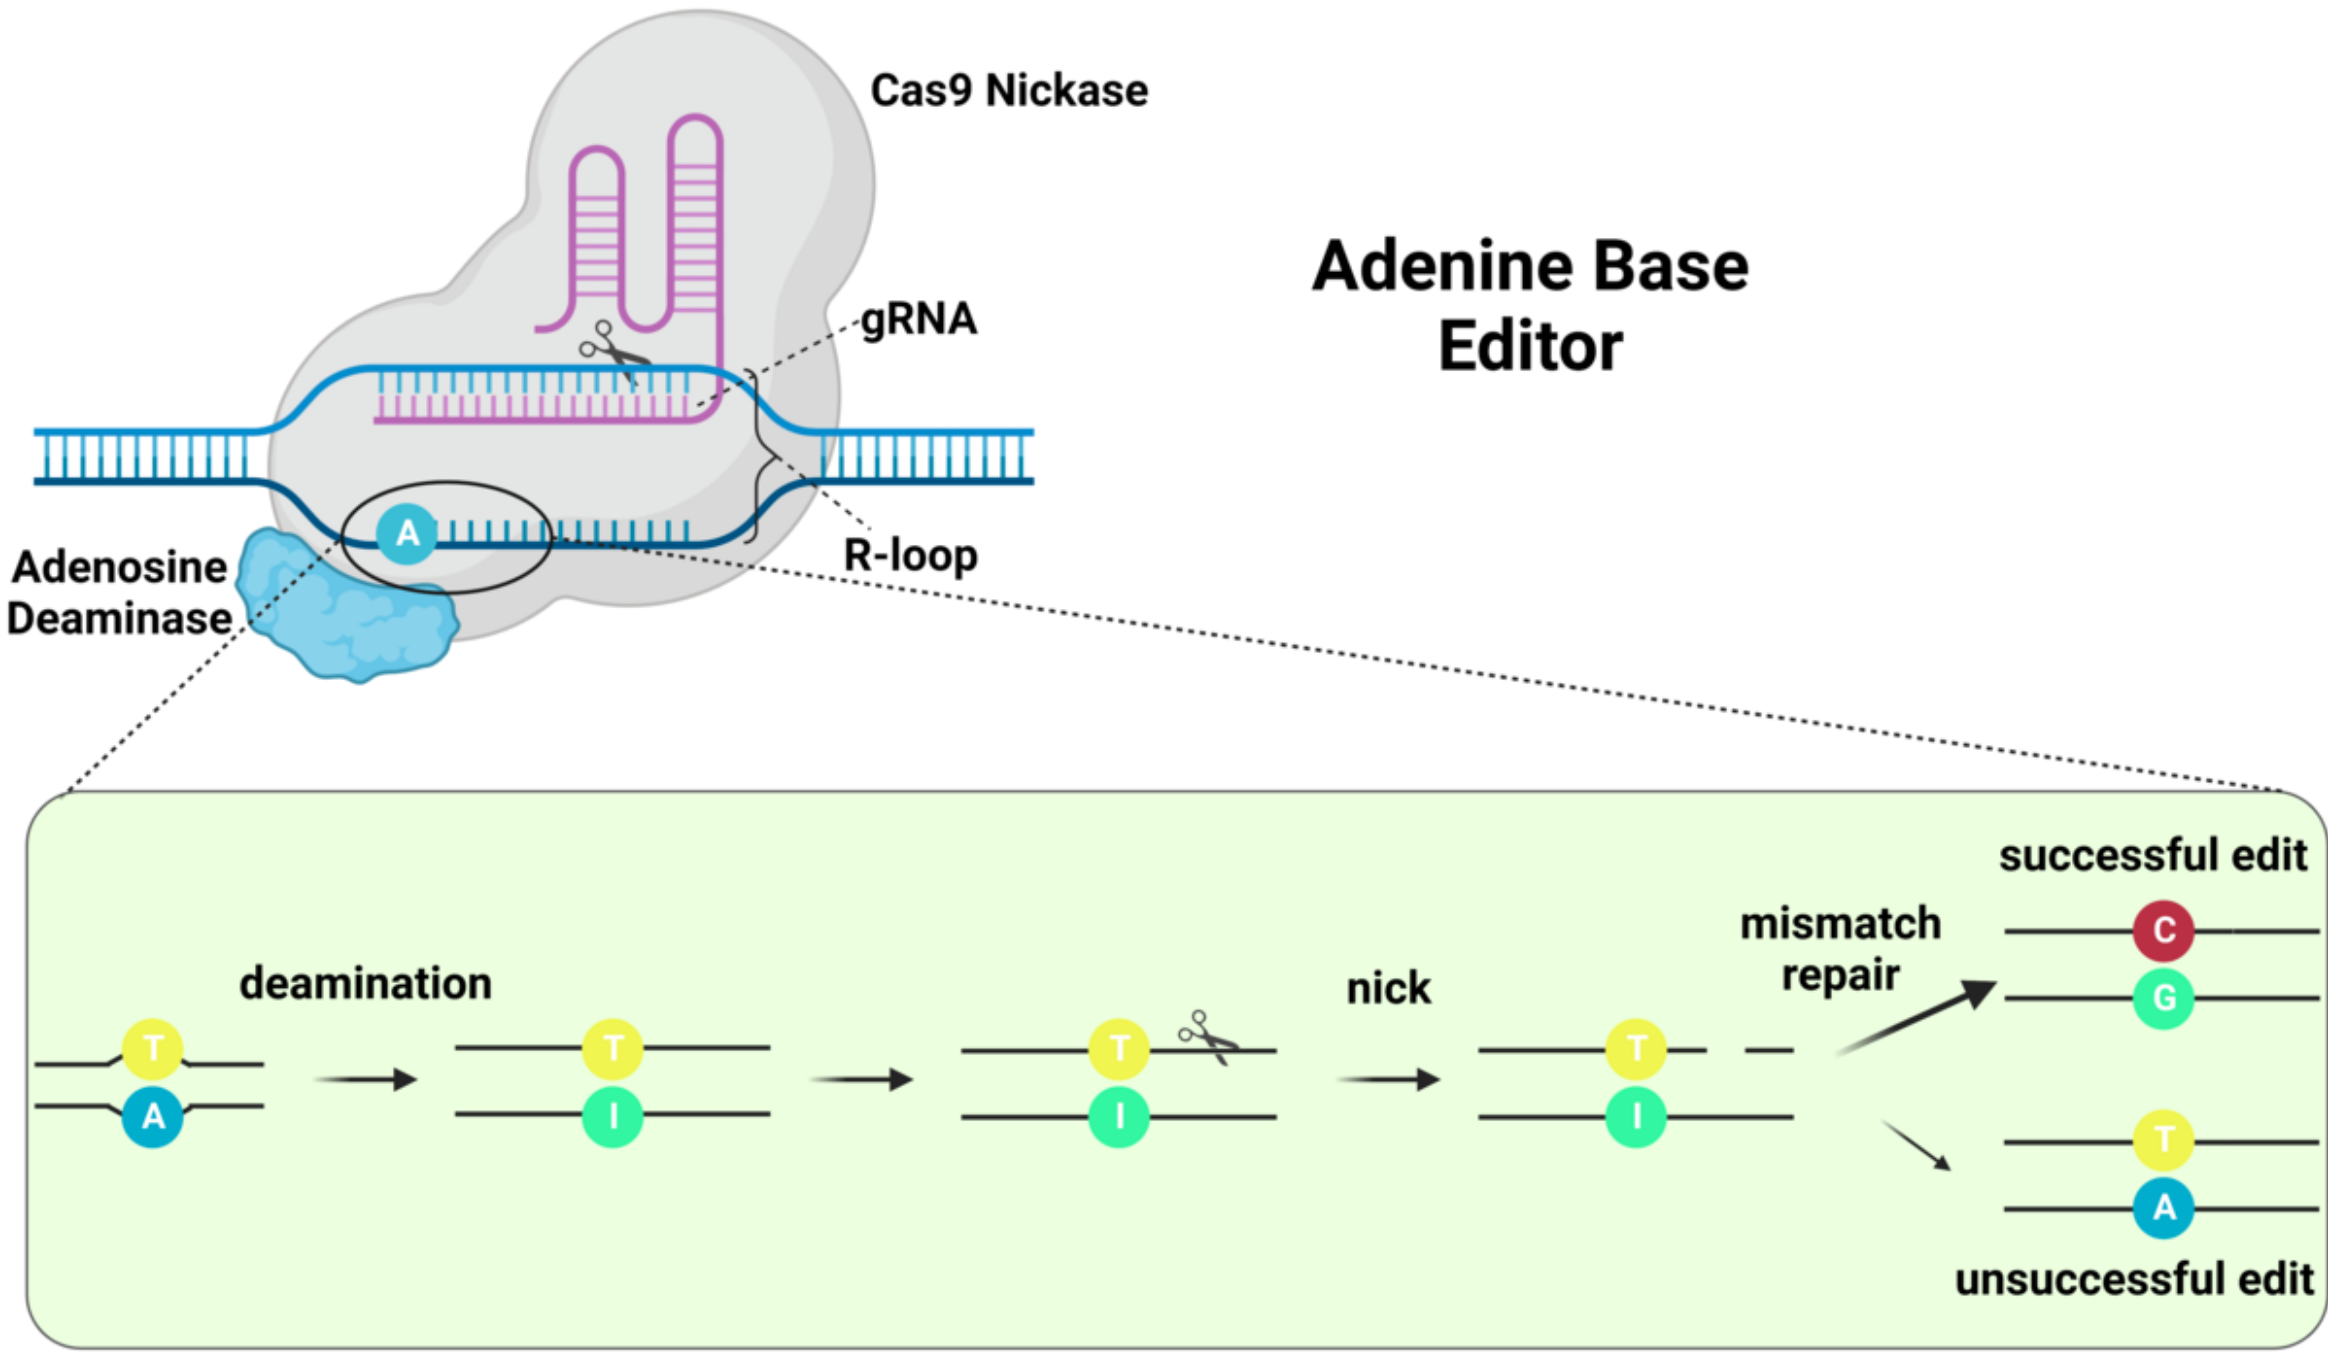 Cas9 Nickase
Adenine Base
Editor
gRNA
A
R-loop
Adenosine
Deaminase
successful edit
mismatch
repair
C
G
deamination
nick
T
A
T
I
T
I
T
I
T
A
unsuccessful edit